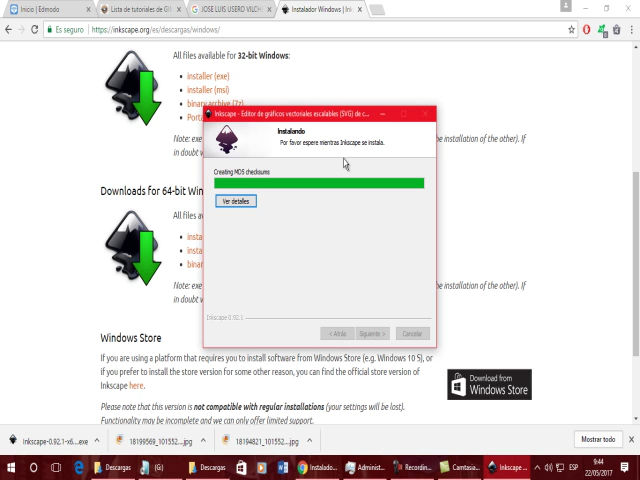 Inicio | Edmodo
Lista de tutoriales de GI
JOSE LUIS USERO VILCH
Instalador Windows | Ink
Es seguro
https://inkscape.org/es/descargas/windows/
All files available for 32-bit Windows:
installer (exe)
installer (msi)
binary archive (7z)
Porta
Note: exe
he installation of the other). If
in doubt
Inkscape - Editor de gráficos vectoriales escalables (SVG) de c...
Instalando
Por favor espere mientras Inkscape se instala.
Creating MD5 checksums
Ver detalles
Inkscape 0.92.1
< Atrás
Siguiente >
Cancelar
Downloads for 64-bit Win
All files
insta
insta
binar
Note: exe
he installation of the other). If
in doubt
Windows Store
If you are using a platform that requires you to install software from Windows Store (e.g. Windows 10 S), or
if you prefer to install the store version for some other reason, you can find the official store version of
Inkscape here.
Download from
Windows Store
Please note that this version is not compatible with regular installations (your settings will be lost).
Functionality may be incomplete and we can only offer limited support.
Inkscape-0.92.1-x6....exe
18199569_101552....jpg
18194821_101552....jpg
Mostrar todo
Descargas
(G:)
Descargas
Instalado...
Administ...
Recordin...
Camtasia...
Inkscape ...
ESP
9:44
22/05/2017